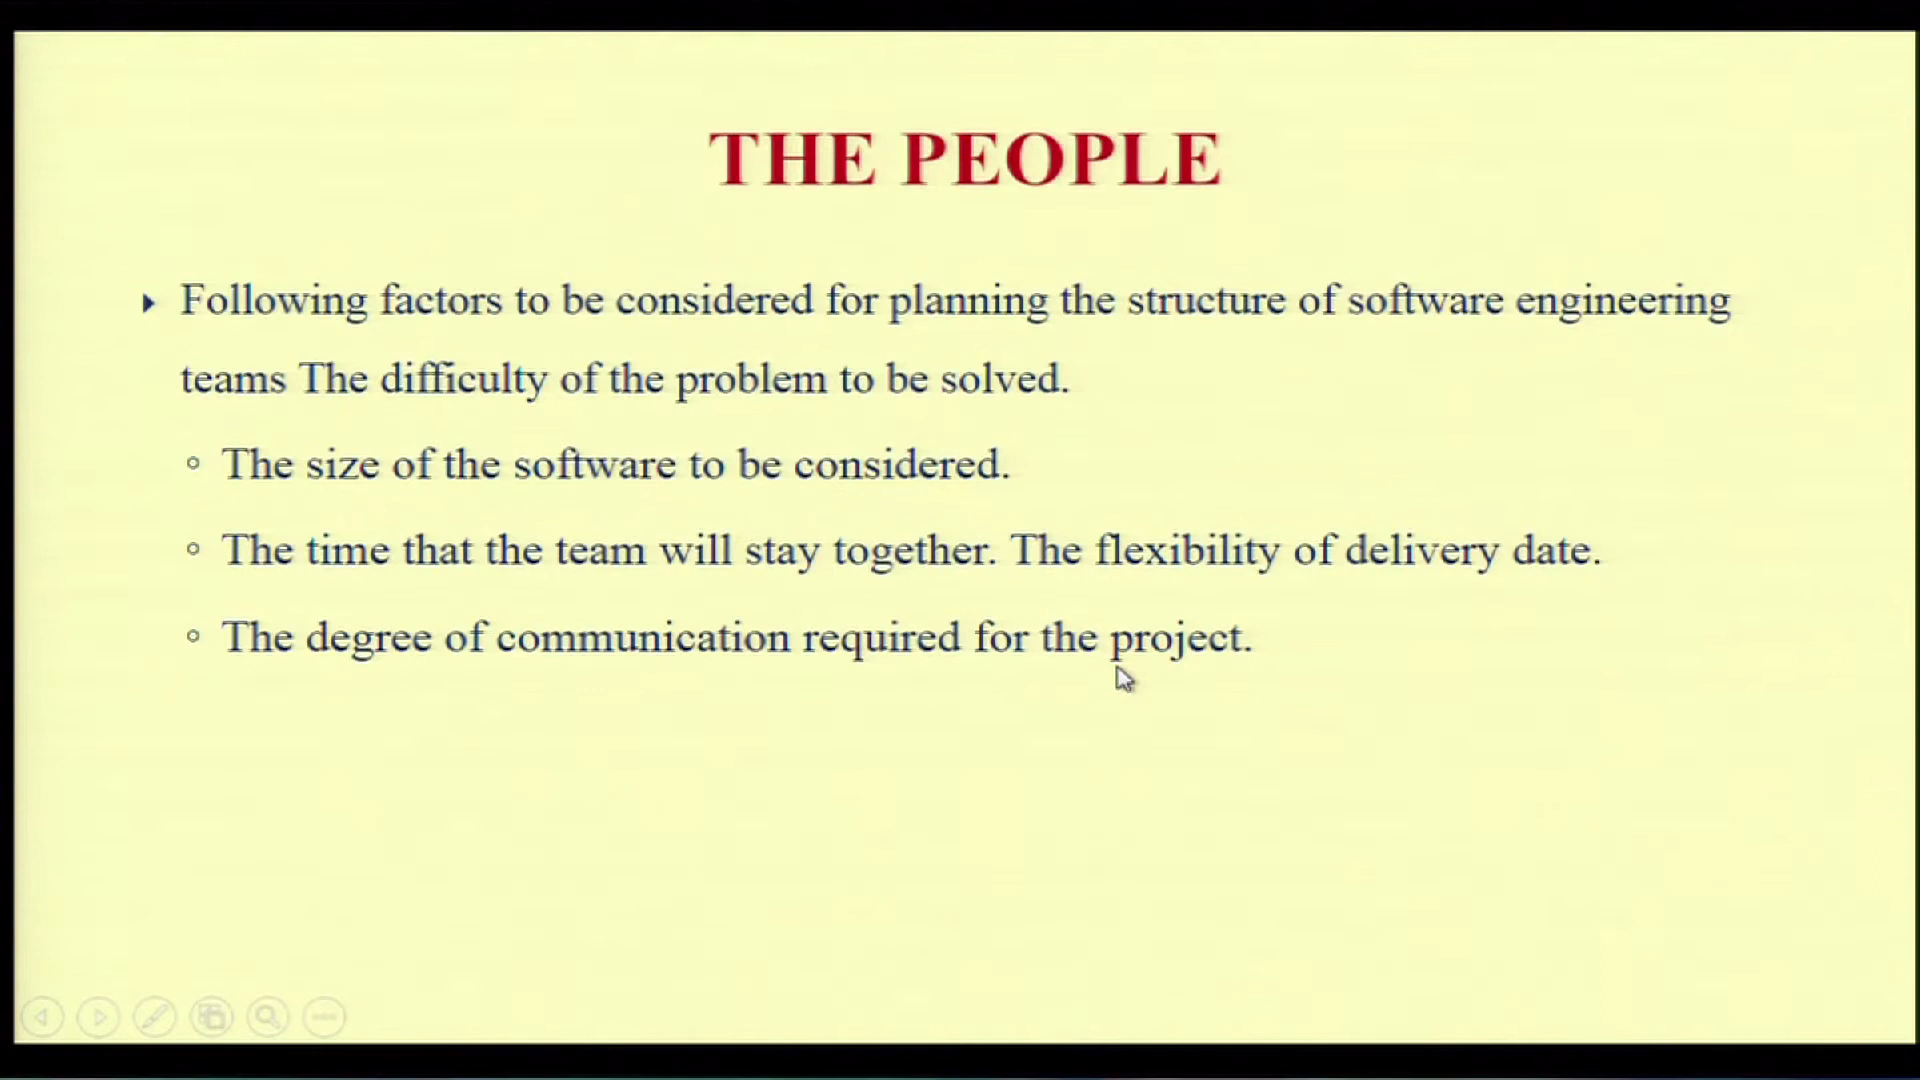 THE PEOPLE
Following factors to be considered for planning the structure of software engineering
teams The difficulty of the problem to be solved.
The size of the software to be considered.
The time that the team will stay together. The flexibility of delivery date.
The degree of communication required for the project.